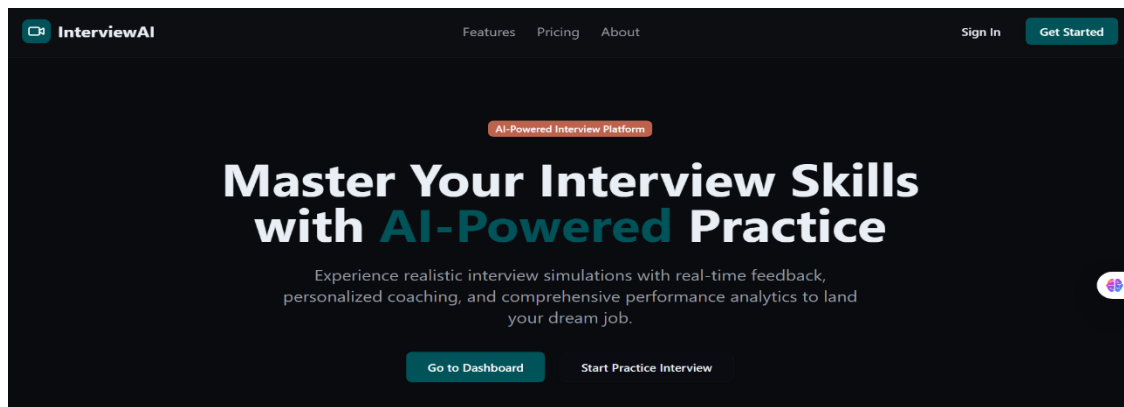 InterviewAI
Features Pricing About
Sign In Get Started
AI-Powered Interview Platform
Master Your Interview Skills
with AI-Powered Practice
Experience realistic interview simulations with real-time feedback,
personalized coaching, and comprehensive performance analytics to land
your dream job.
Go to Dashboard Start Practice Interview